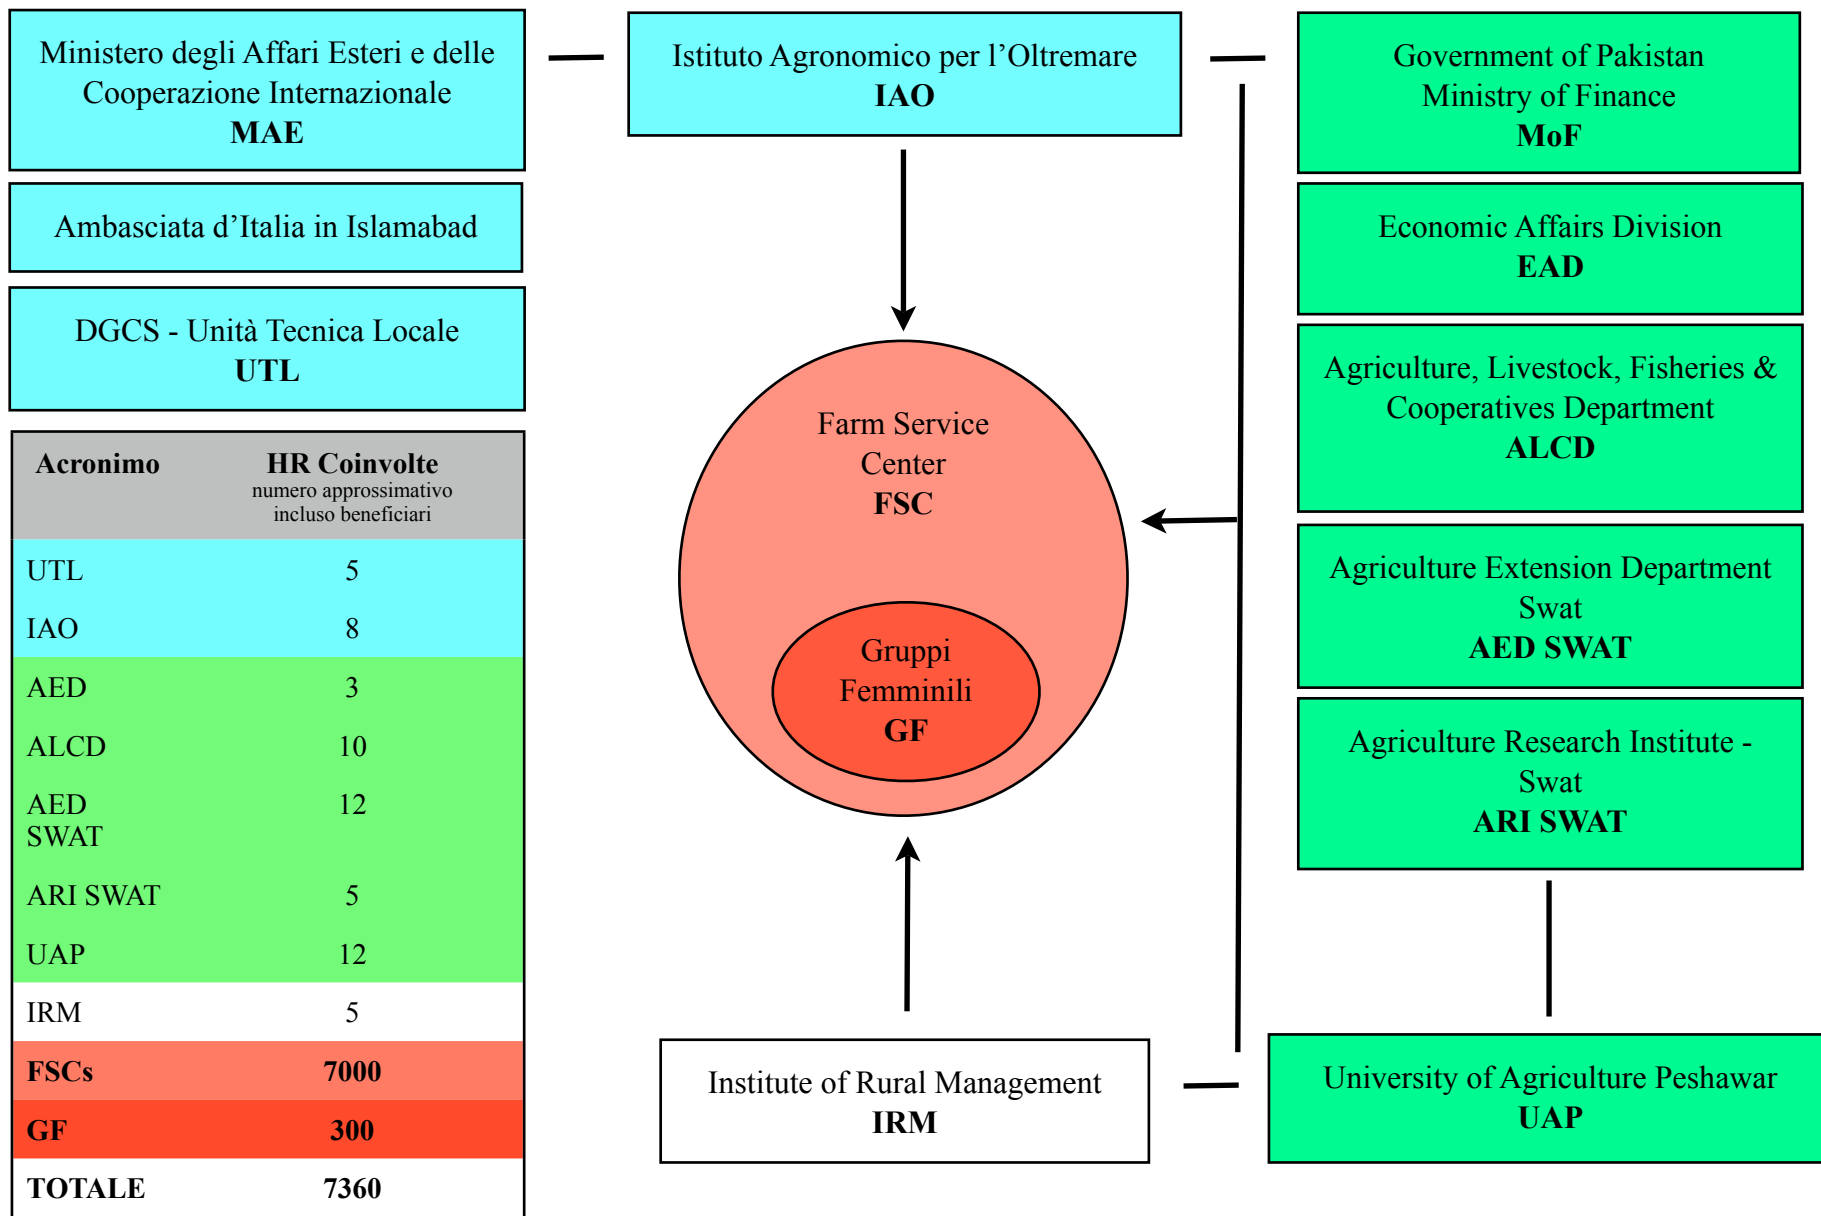 Ministero degli Affari Esteri e delle
Cooperazione Internazionale
MAE
Ambasciata d’Italia in Islamabad
DGCS - Unità Tecnica Locale
UTL
Istituto Agronomico per l’Oltremare
IAO
Government of Pakistan
Ministry of Finance
MoF
Economic Affairs Division
EAD
Agriculture, Livestock, Fisheries &
Cooperatives Department
ALCD
Agriculture Extension Department
Swat
AED SWAT
Agriculture Research Institute -
Swat
ARI SWAT
University of Agriculture Peshawar
UAP
Farm Service
Center
FSC
Gruppi
Femminili
GF
Institute of Rural Management
IRM
Acronimo HR Coinvolte
numero approssimativo
incluso beneficiari
UTL 5
IAO 8
AED 3
ALCD 10
AED 12
SWAT
ARI SWAT 5
UAP 12
IRM 5
FSCs 7000
GF 300
TOTALE 7360